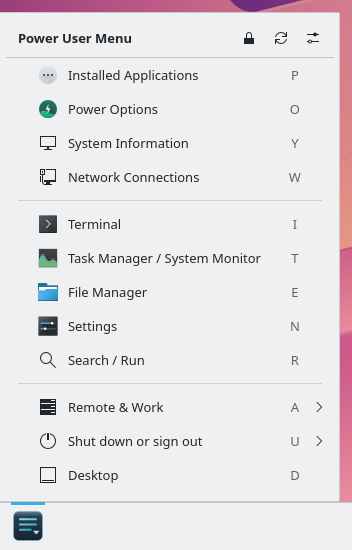 Power User Menu
Installed Applications P
Power Options O
System Information Y
Network Connections W
Terminal I
Task Manager / System Monitor T
File Manager E
Settings N
Search / Run R
Remote & Work A
Shut down or sign out U
Desktop D